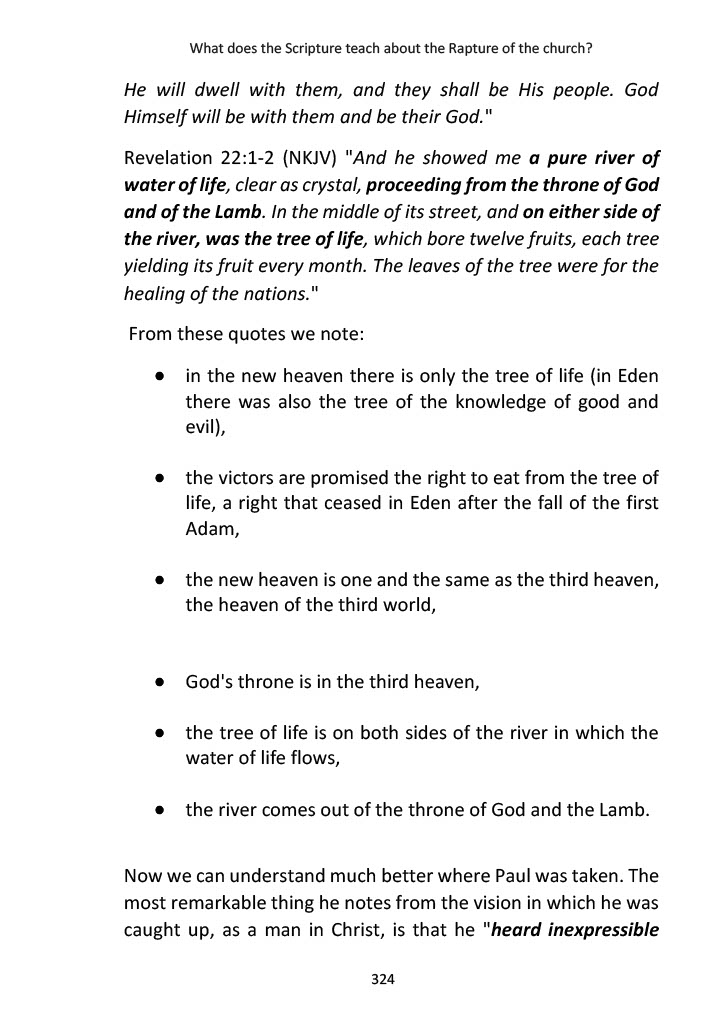 What does the Scripture teach about the Rapture of the church?
He will dwell with them, and they shall be His people. God
Himself will be with them and be their God."
Revelation 22:1-2 (NKJV) "And he showed me a pure river of
water of life, clear as crystal, proceeding from the throne of God
and of the Lamb. In the middle of its street, and on either side of
the river, was the tree of life, which bore twelve fruits, each tree
yielding its fruit every month. The leaves of the tree were for the
healing of the nations."
From these quotes we note:
● in the new heaven there is only the tree of life (in Eden
there was also the tree of the knowledge of good and
evil),
● the victors are promised the right to eat from the tree of
life, a right that ceased in Eden after the fall of the first
Adam,
● the new heaven is one and the same as the third heaven,
the heaven of the third world,
● God's throne is in the third heaven,
● the tree of life is on both sides of the river in which the
water of life flows,
● the river comes out of the throne of God and the Lamb.
Now we can understand much better where Paul was taken. The
most remarkable thing he notes from the vision in which he was
caught up, as a man in Christ, is that he "heard inexpressible
324